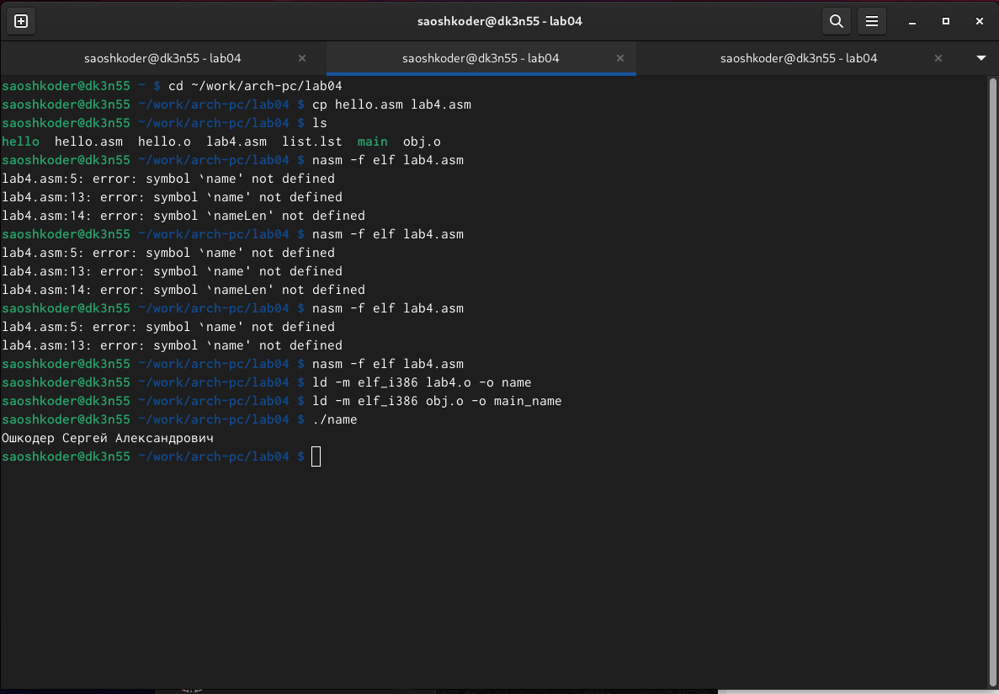 saoshkoder@dk3n55 - lab04
saoshkoder@dk3n55 - lab04 × saoshkoder@dk3n55 - lab04 × saoshkoder@dk3n55 - lab04 ×
saoshkoder@dk3n55 ~ $ cd ~/work/arch-pc/lab04
saoshkoder@dk3n55 ~/work/arch-pc/lab04 $ cp hello.asm lab4.asm
saoshkoder@dk3n55 ~/work/arch-pc/lab04 $ ls
hello  hello.asm  hello.o  lab4.asm  list.lst  main  obj.o
saoshkoder@dk3n55 ~/work/arch-pc/lab04 $ nasm -f elf lab4.asm
lab4.asm:5: error: symbol `name' not defined
lab4.asm:13: error: symbol `name' not defined
lab4.asm:14: error: symbol `nameLen' not defined
saoshkoder@dk3n55 ~/work/arch-pc/lab04 $ nasm -f elf lab4.asm
lab4.asm:5: error: symbol `name' not defined
lab4.asm:13: error: symbol `name' not defined
lab4.asm:14: error: symbol `nameLen' not defined
saoshkoder@dk3n55 ~/work/arch-pc/lab04 $ nasm -f elf lab4.asm
lab4.asm:5: error: symbol `name' not defined
lab4.asm:13: error: symbol `name' not defined
saoshkoder@dk3n55 ~/work/arch-pc/lab04 $ nasm -f elf lab4.asm
saoshkoder@dk3n55 ~/work/arch-pc/lab04 $ ld -m elf_i386 lab4.o -o name
saoshkoder@dk3n55 ~/work/arch-pc/lab04 $ ld -m elf_i386 obj.o -o main_name
saoshkoder@dk3n55 ~/work/arch-pc/lab04 $ ./name
Ошкодер Сергей Александрович
saoshkoder@dk3n55 ~/work/arch-pc/lab04 $